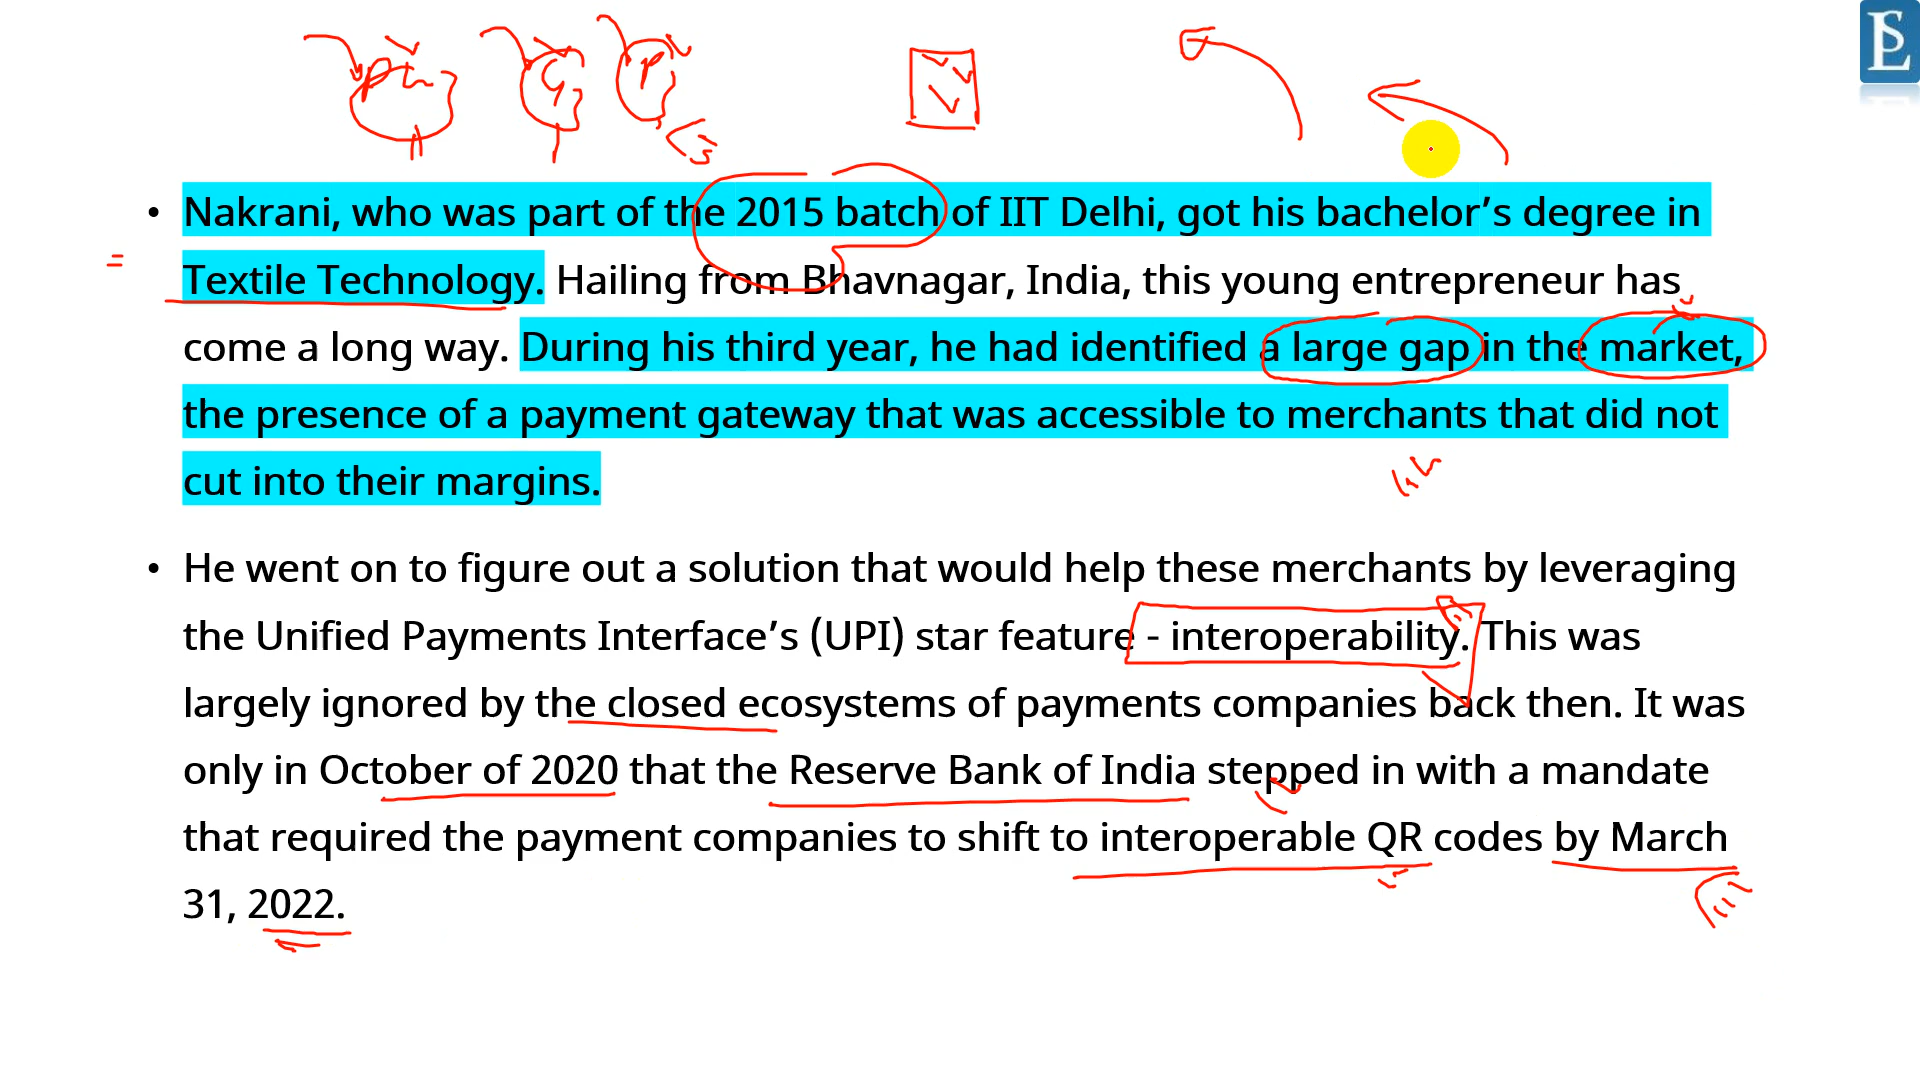 Ph G P
SL
• Nakrani, who was part of the 2015 batch of IIT Delhi, got his bachelor’s degree in
Textile Technology. Hailing from Bhavnagar, India, this young entrepreneur has
come a long way. During his third year, he had identified a large gap in the market,
the presence of a payment gateway that was accessible to merchants that did not
cut into their margins.
• He went on to figure out a solution that would help these merchants by leveraging
the Unified Payments Interface’s (UPI) star feature - interoperability. This was
largely ignored by the closed ecosystems of payments companies back then. It was
only in October of 2020 that the Reserve Bank of India stepped in with a mandate
that required the payment companies to shift to interoperable QR codes by March
31, 2022.